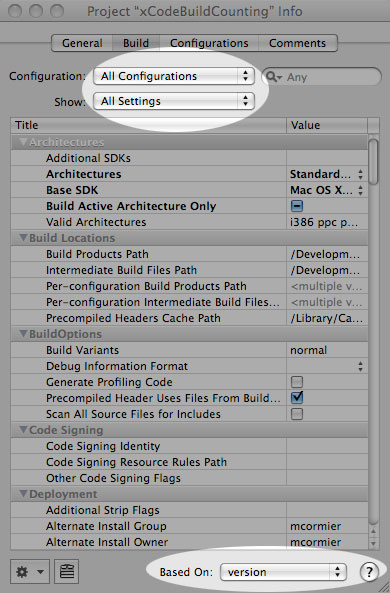 Project "xCodeBuildCounting" Info
General Build Configurations Comments
Configuration: All Configurations Any
Show: All Settings
Title Value
Architectures
Additional SDKs
Architectures Standard...
Base SDK Mac OS X...
Build Active Architecture Only
Valid Architectures i386 ppc p...
Build Locations
Build Products Path /Developm...
Intermediate Build Files Path /Developm...
Per-configuration Build Products Path <multiple v...
Per-configuration Intermediate Build Files... <multiple v...
Precompiled Headers Cache Path /Library/Ca...
BuildOptions
Build Variants normal
Debug Information Format
Generate Profiling Code
Precompiled Header Uses Files From Build...
Scan All Source Files for Includes
Code Signing
Code Signing Identity
Code Signing Resource Rules Path
Other Code Signing Flags
Deployment
Additional Strip Flags
Alternate Install Group mcormier
Alternate Install Owner mcormier
Based On: version ?